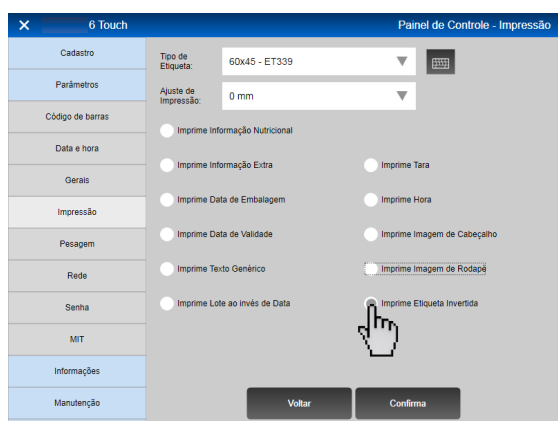 6 Touch
Painel de Controle - Impressão
Cadastro
Parâmetros
Código de barras
Data e hora
Gerais
Impressão
Pesagem
Rede
Senha
MIT
Informações
Manutenção
Tipo de
Etiqueta:
60x45 - ET339
Ajuste de
Impressão:
0 mm
Imprime Informação Nutricional
Imprime Informação Extra
Imprime Tara
Imprime Data de Embalagem
Imprime Hora
Imprime Data de Validade
Imprime Imagem de Cabeçalho
Imprime Texto Genérico
Imprime Imagem de Rodapé
Imprime Lote ao invés de Data
Imprime Etiqueta Invertida
Voltar
Confirma